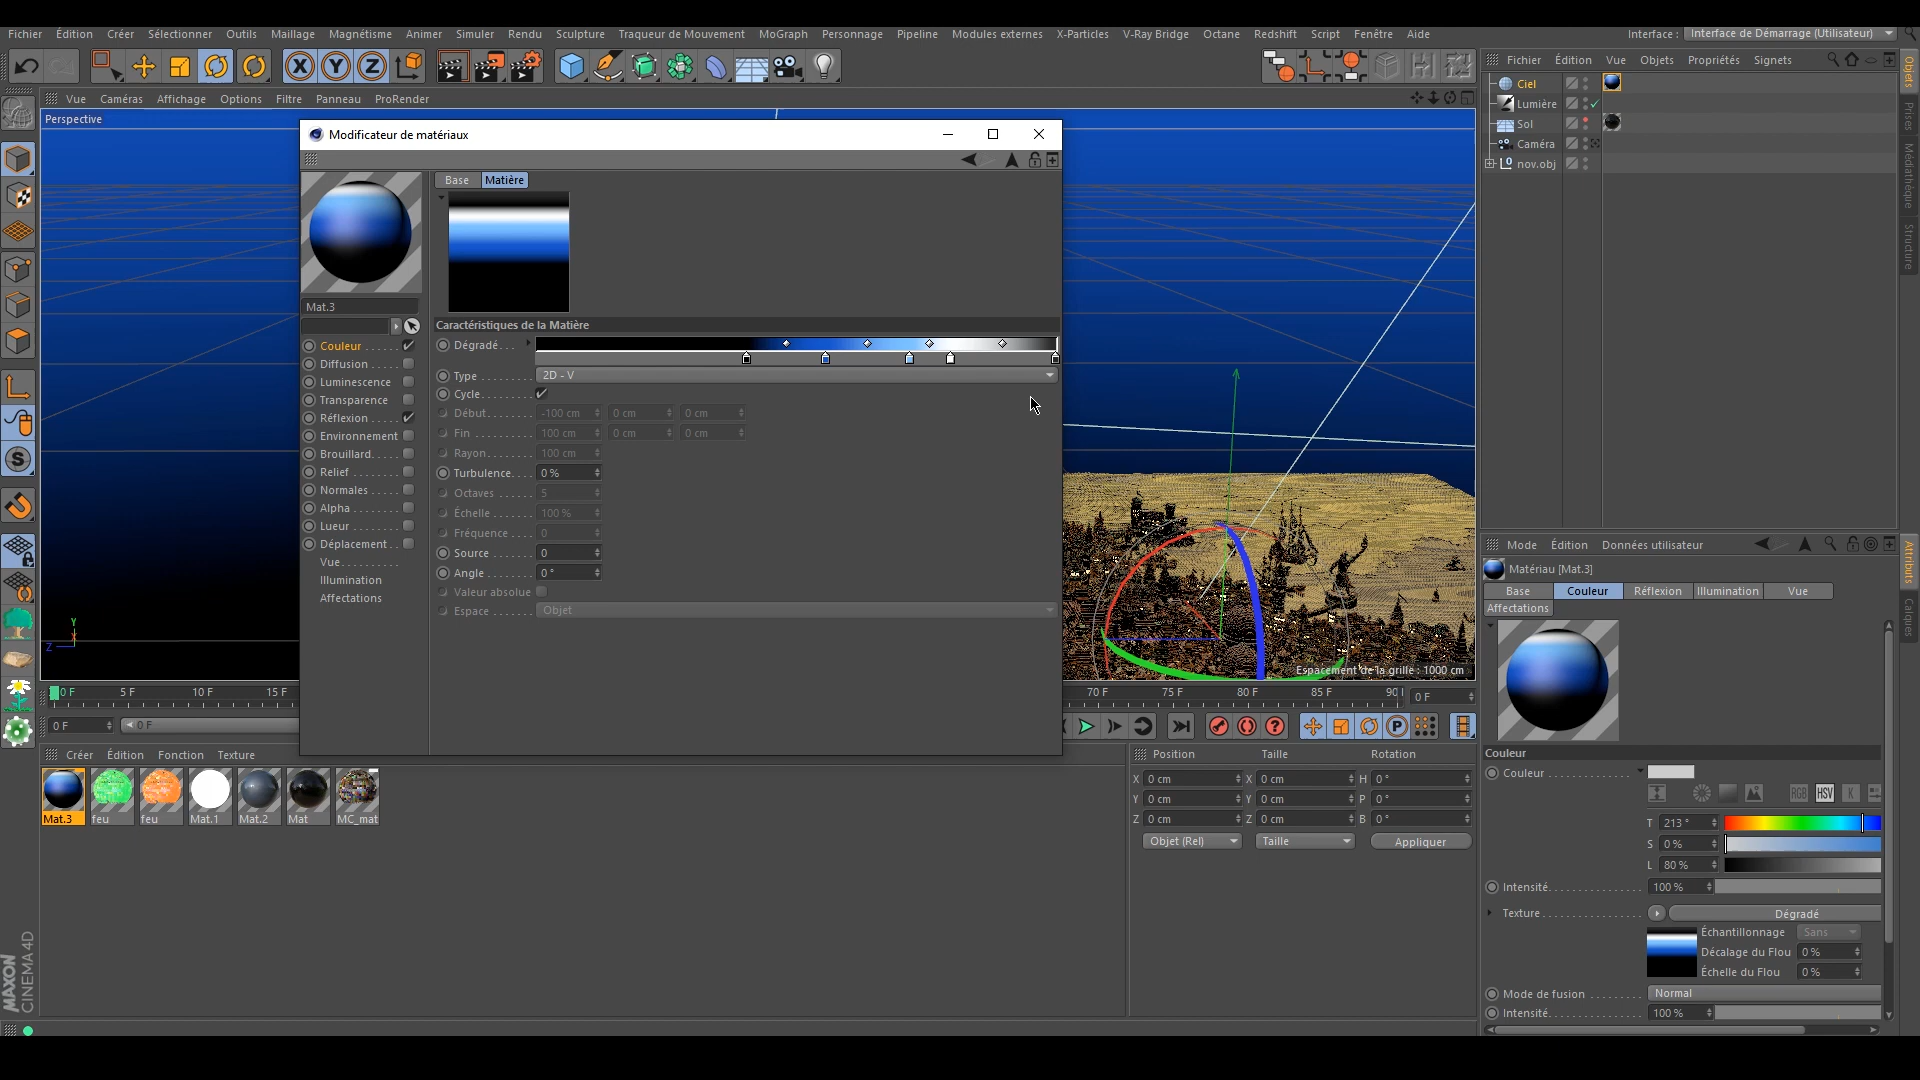 Fichier Édition Créer Sélectionner Outils Maillage Magnétisme Animer Simuler Rendu Sculpture Traqueur de Mouvement MoGraph Personnage Pipeline Modules externes X-Particles V-Ray Bridge Octane Redshift Script Fenêtre Aide Interface : Interface de Démarrage (Utilisateur)
X Y Z
Vue Caméras Affichage Options Filtre Panneau ProRender
Perspective
Fichier Édition Vue Objets Propriétés Signets
Ciel
Lumière
Sol
Caméra
nov.obj
Objets
Prises
Médiathèque
Structure
Modificateur de matériaux
Base Matière
Mat.3
Couleur
Diffusion
Luminescence
Transparence
Réflexion
Environnement
Brouillard
Relief
Normales
Alpha
Lueur
Déplacement
Vue
Illumination
Affectations
Caractéristiques de la Matière
Dégradé
Type 2D - V
Cycle
Début -100 cm 0 cm 0 cm
Fin 100 cm 0 cm 0 cm
Rayon 100 cm
Turbulence 0 %
Octaves 5
Échelle 100 %
Fréquence 0
Source 0
Angle 0 °
Valeur absolue
Espace Objet
Y
X
Z
S
Espacement de la grille : 1000 cm
0 F 5 F 10 F 15 F 70 F 75 F 80 F 85 F 90 0 F
0 F 0 F
P
Créer Édition Fonction Texture
Mat.3 feu feu Mat.1 Mat.2 Mat MC_mat
Position Taille Rotation
X 0 cm X 0 cm H 0 °
Y 0 cm Y 0 cm P 0 °
Z 0 cm Z 0 cm B 0 °
Objet (Rel) Taille Appliquer
Mode Édition Données utilisateur
Matériau [Mat.3]
Base Couleur Réflexion Illumination Vue
Affectations
Attributs
Calques
Couleur
Couleur
RGB HSV K
T 213 °
S 0 %
L 80 %
Intensité 100 %
Texture Dégradé
Échantillonnage Sans
Décalage du Flou 0 %
Échelle du Flou 0 %
Mode de fusion Normal
Intensité 100 %
MAXON
CINEMA 4D